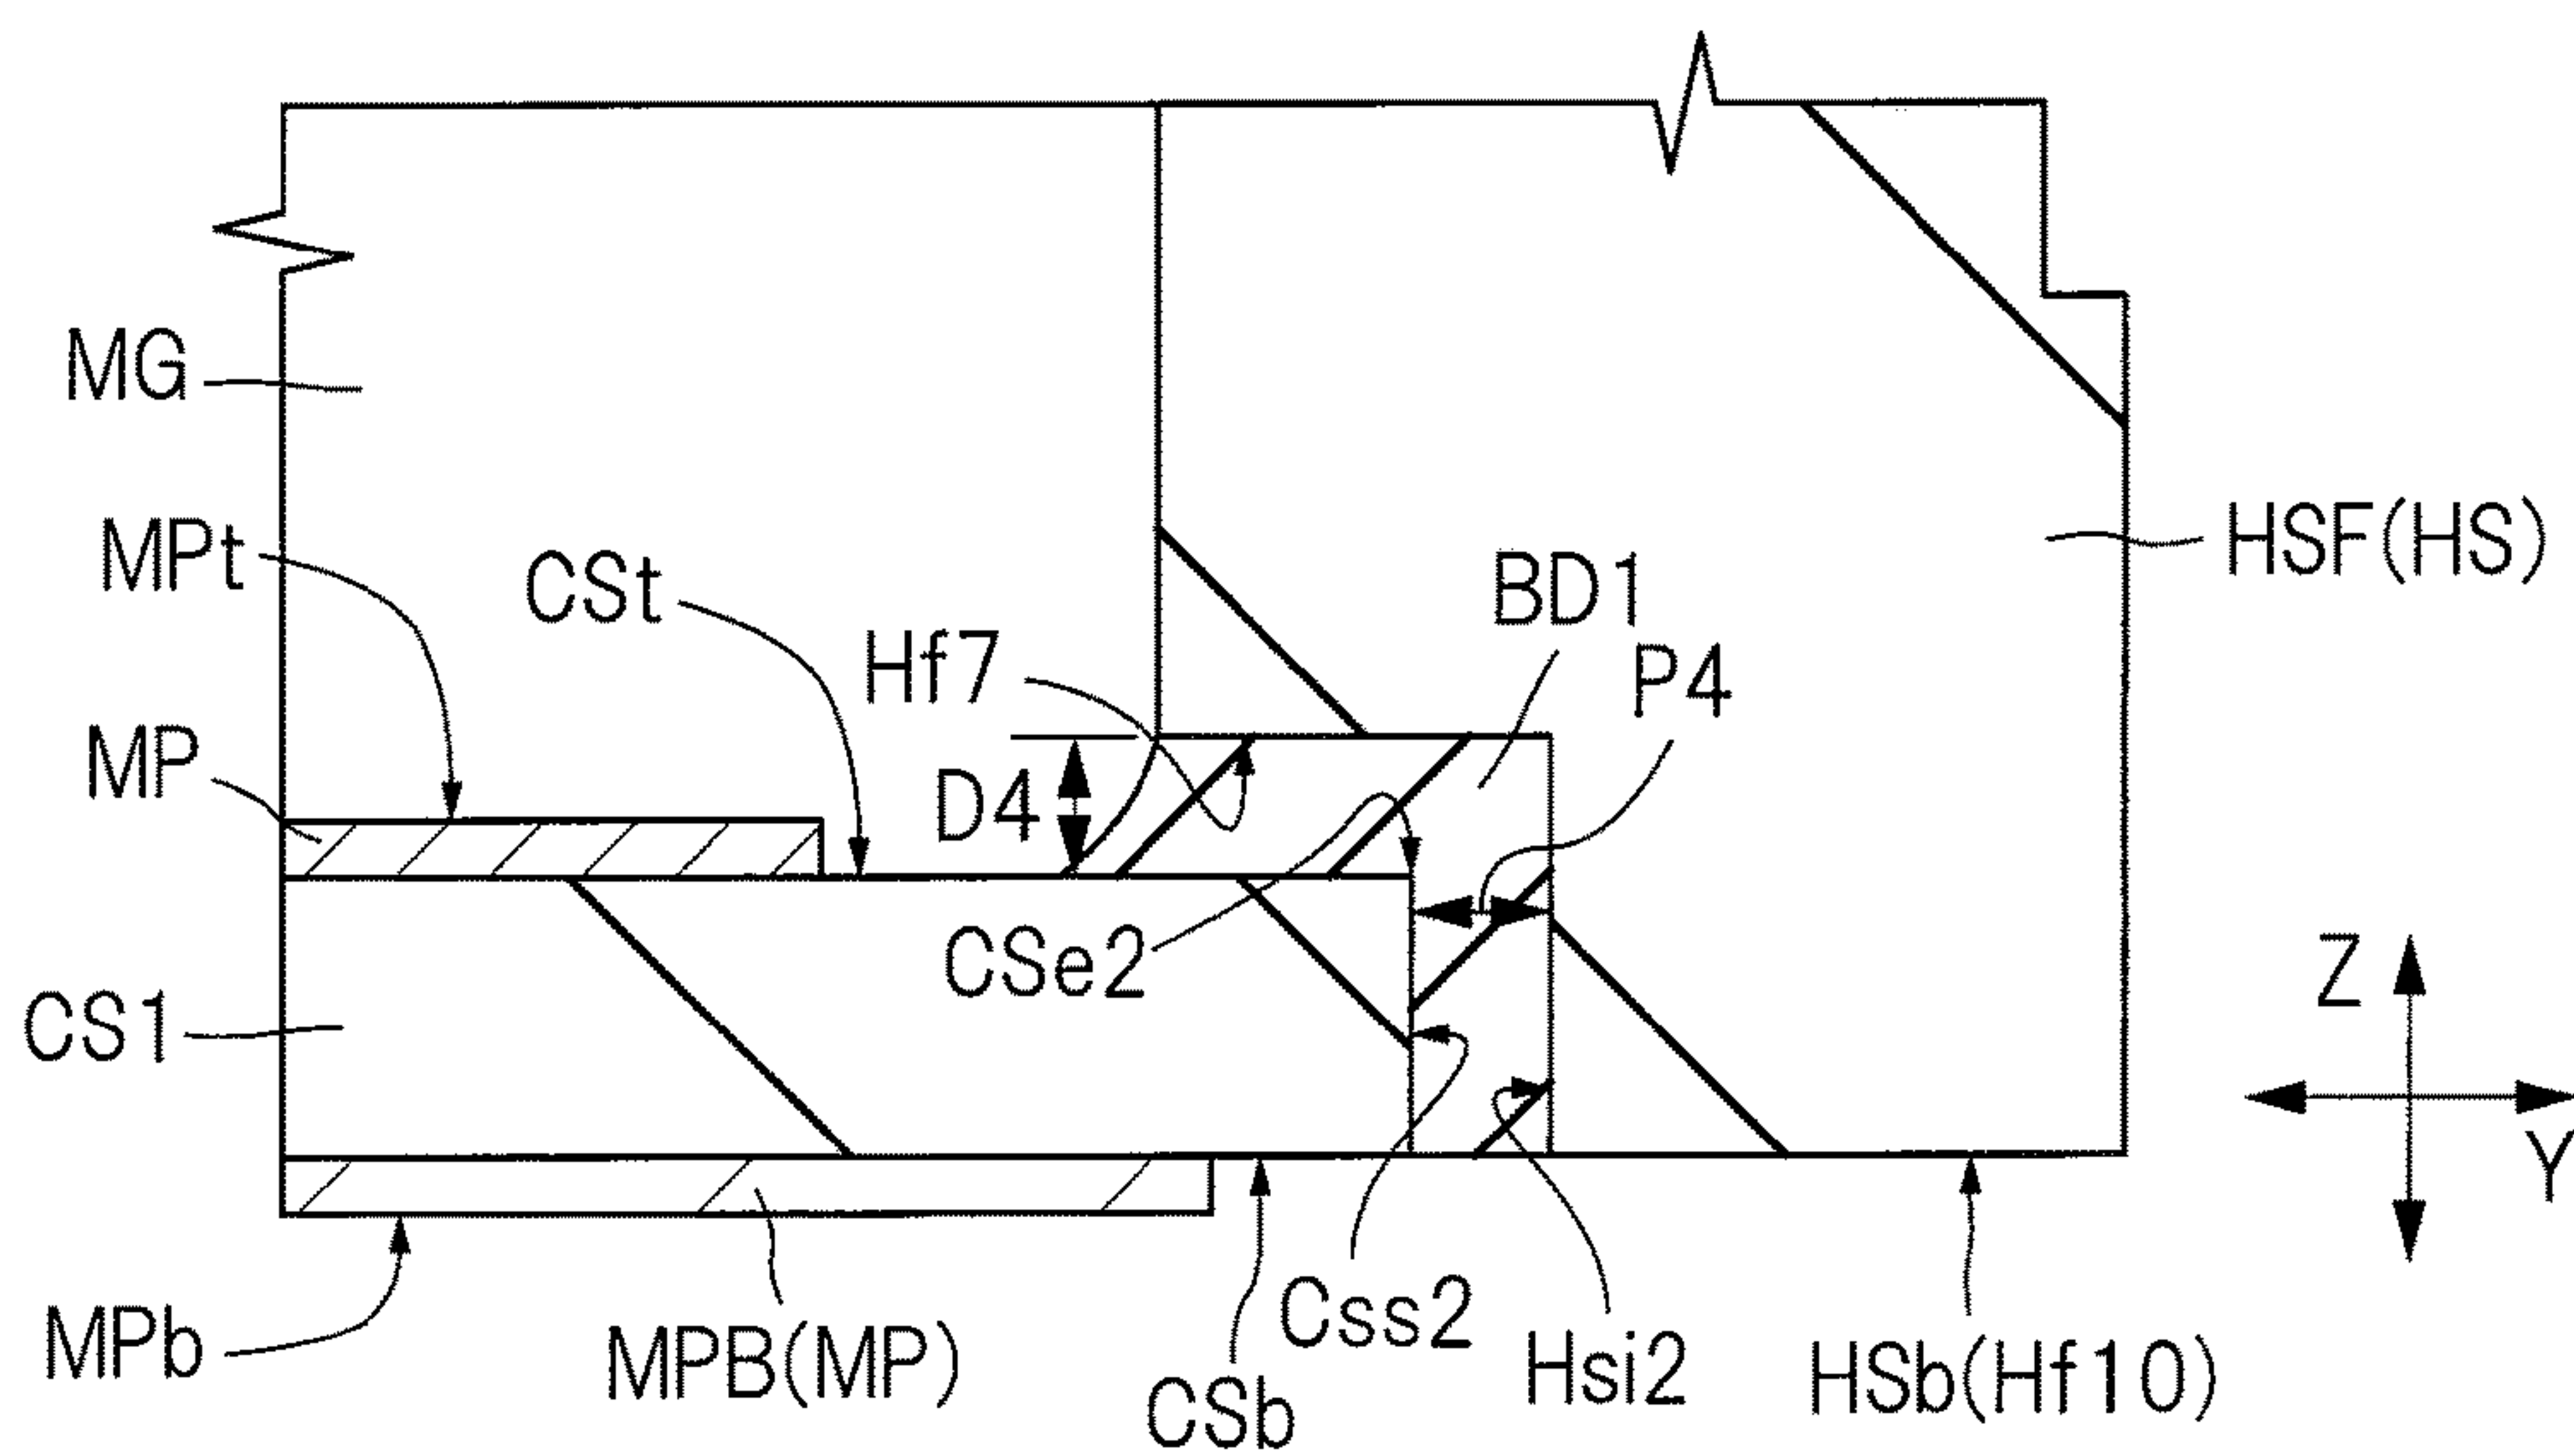 MG
MPt
CSt
BD1
HSF(HS)
Hf7
P4
MP
D4
CSe2
Z
CS1
Y
Css2
MPb
MPB(MP)
Hsi2
HSb(Hf10)
CSb